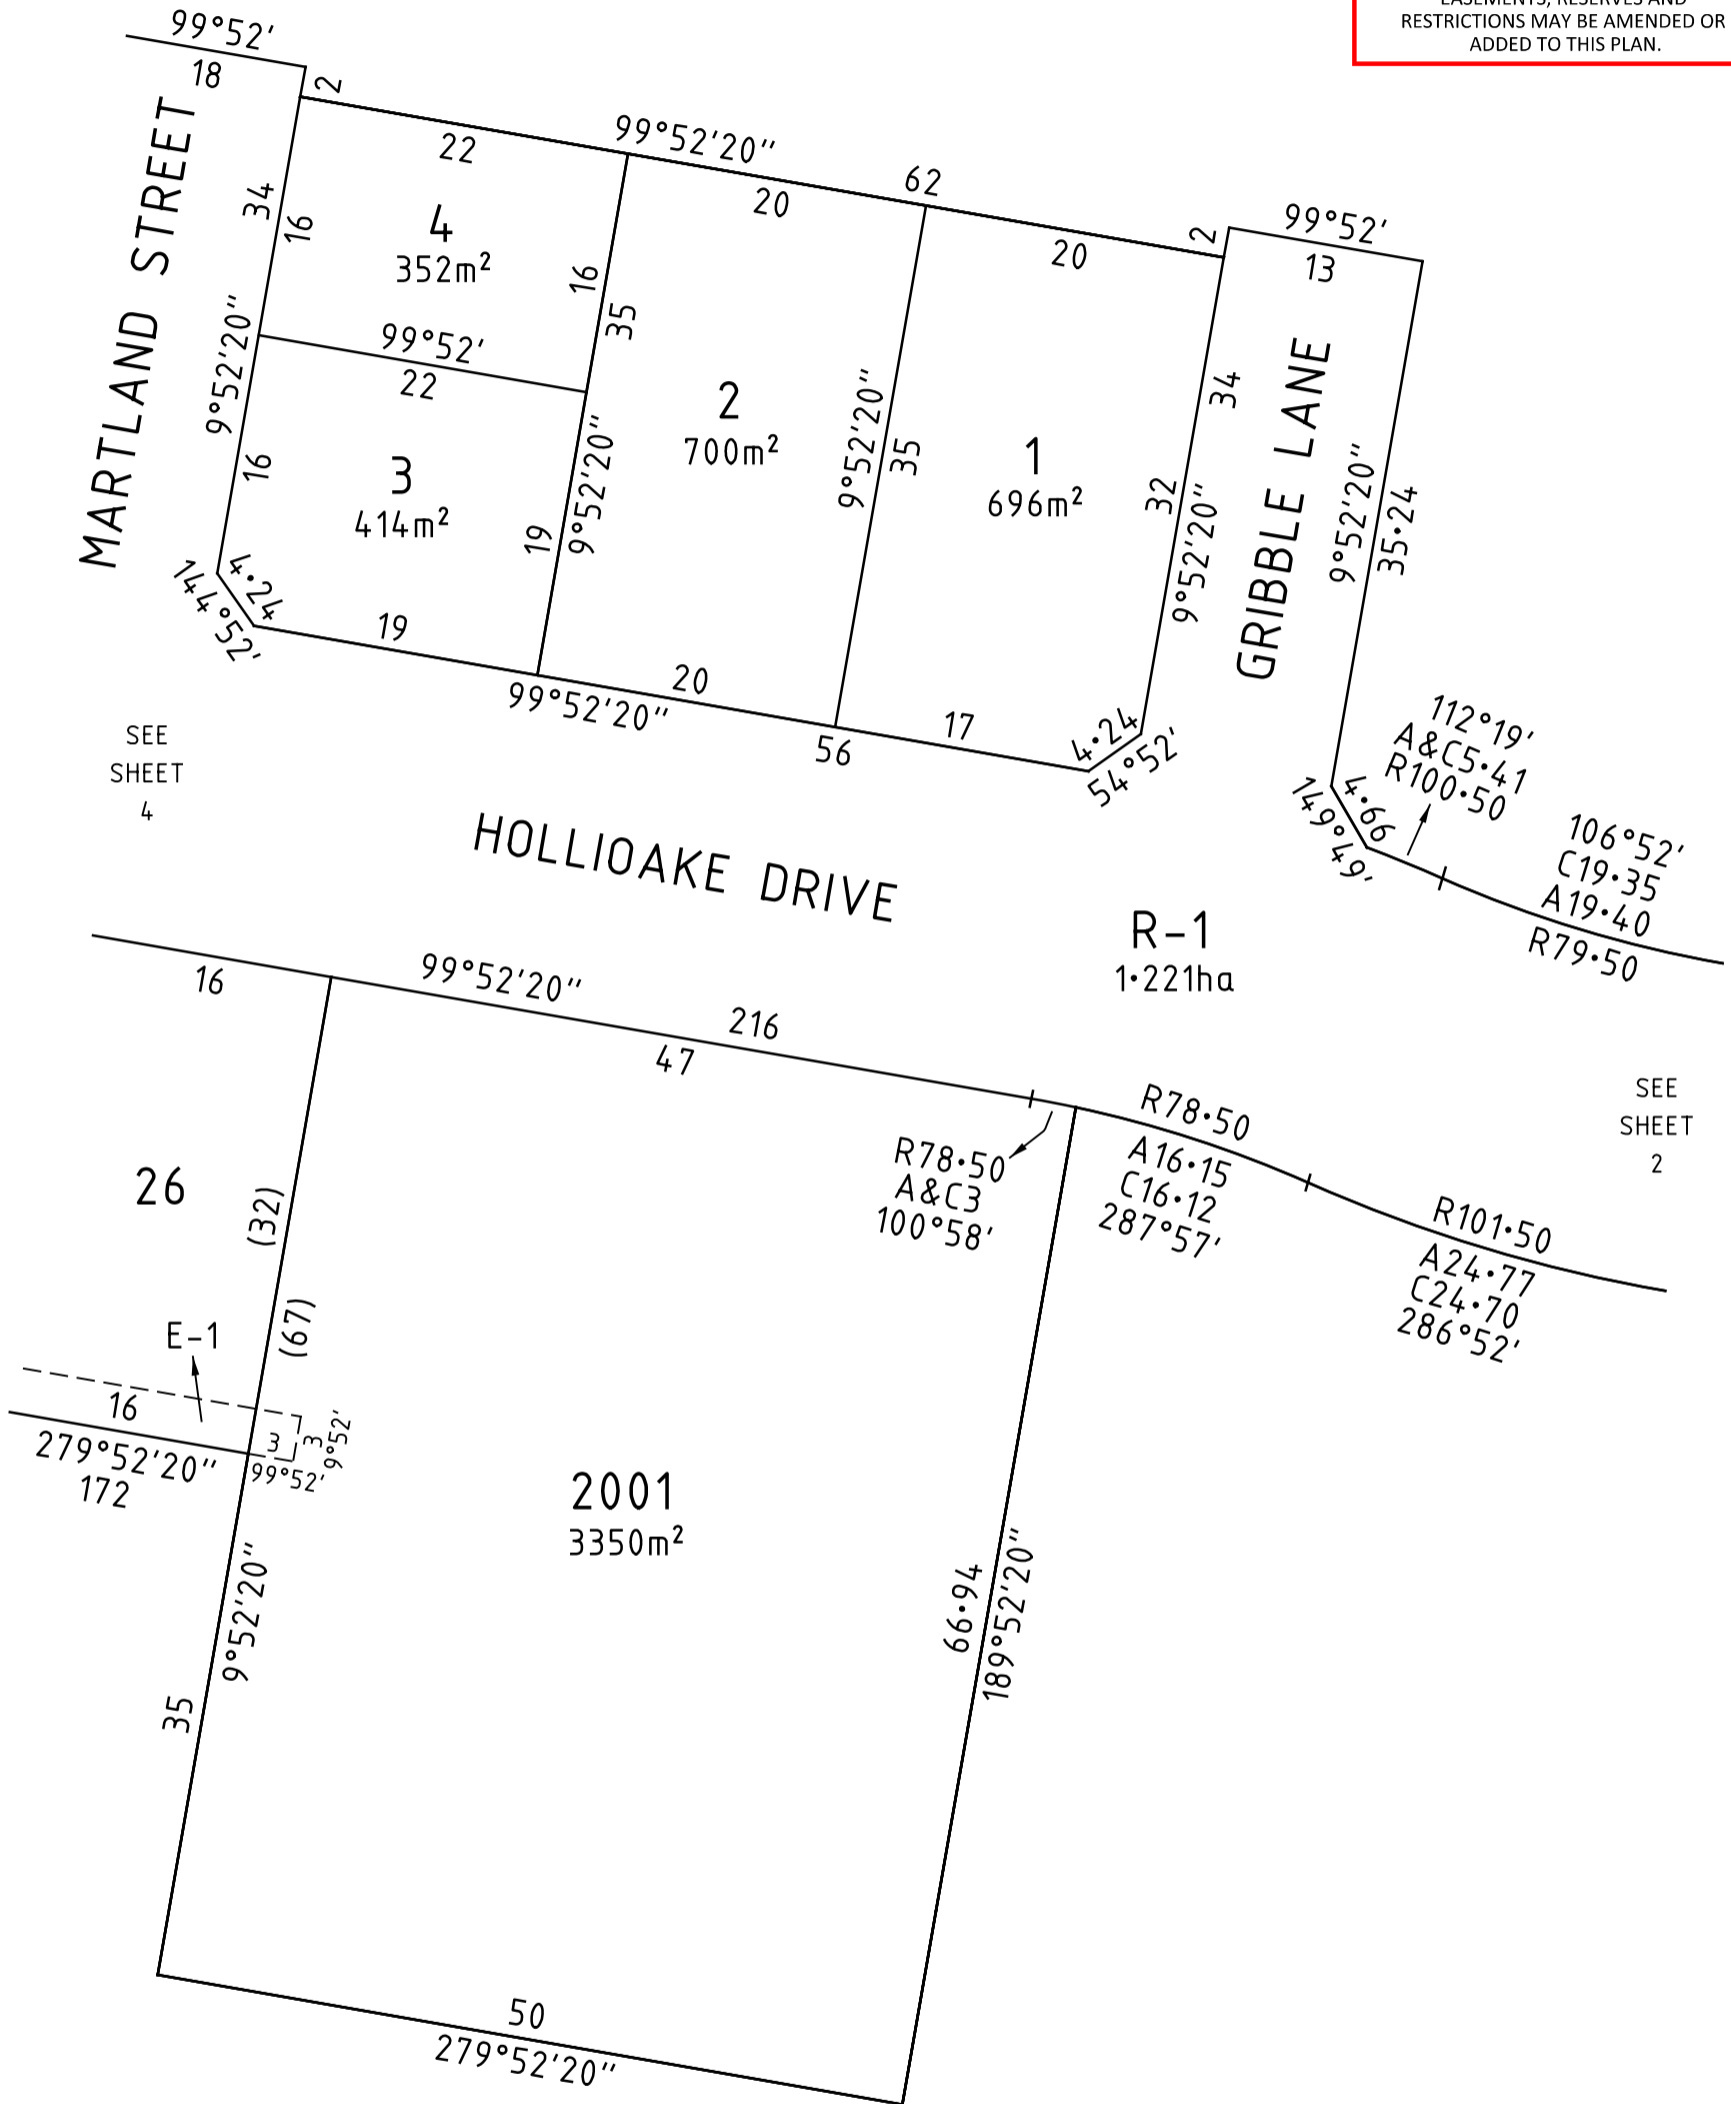 EASEMENTS, RESERVES AND
RESTRICTIONS MAY BE AMENDED OR
ADDED TO THIS PLAN.
99°52'
18
2
MARTLAND STREET
34
16
9°52'20"
16
22
99°52'20"
62
4
352m²
16
35
99°52'
22
3
414m²
19
9°52'20"
4·24
144°52'
19
20
2
700m²
9°52'20"
35
20
1
696m²
2
34
32
9°52'20"
99°52'
13
GRIBBLE LANE
9°52'20"
35·24
99°52'20"
20
56
17
4·24
54°52'
4·66
149°49'
112°19'
A&C5·41
R100·50
106°52'
C19·35
A19·40
R79·50
SEE
SHEET
4
HOLLIOAKE DRIVE
R-1
1·221ha
16
99°52'20"
216
47
R78·50
A&C3
100°58'
R78·50
A16·15
C16·12
287°57'
R101·50
A24·77
C24·70
286°52'
SEE
SHEET
2
26
(32)
(67)
E-1
16
279°52'20"
172
3
3
9°52'
99°52'
2001
3350m²
9°52'20"
35
66·94
189°52'20"
50
279°52'20"